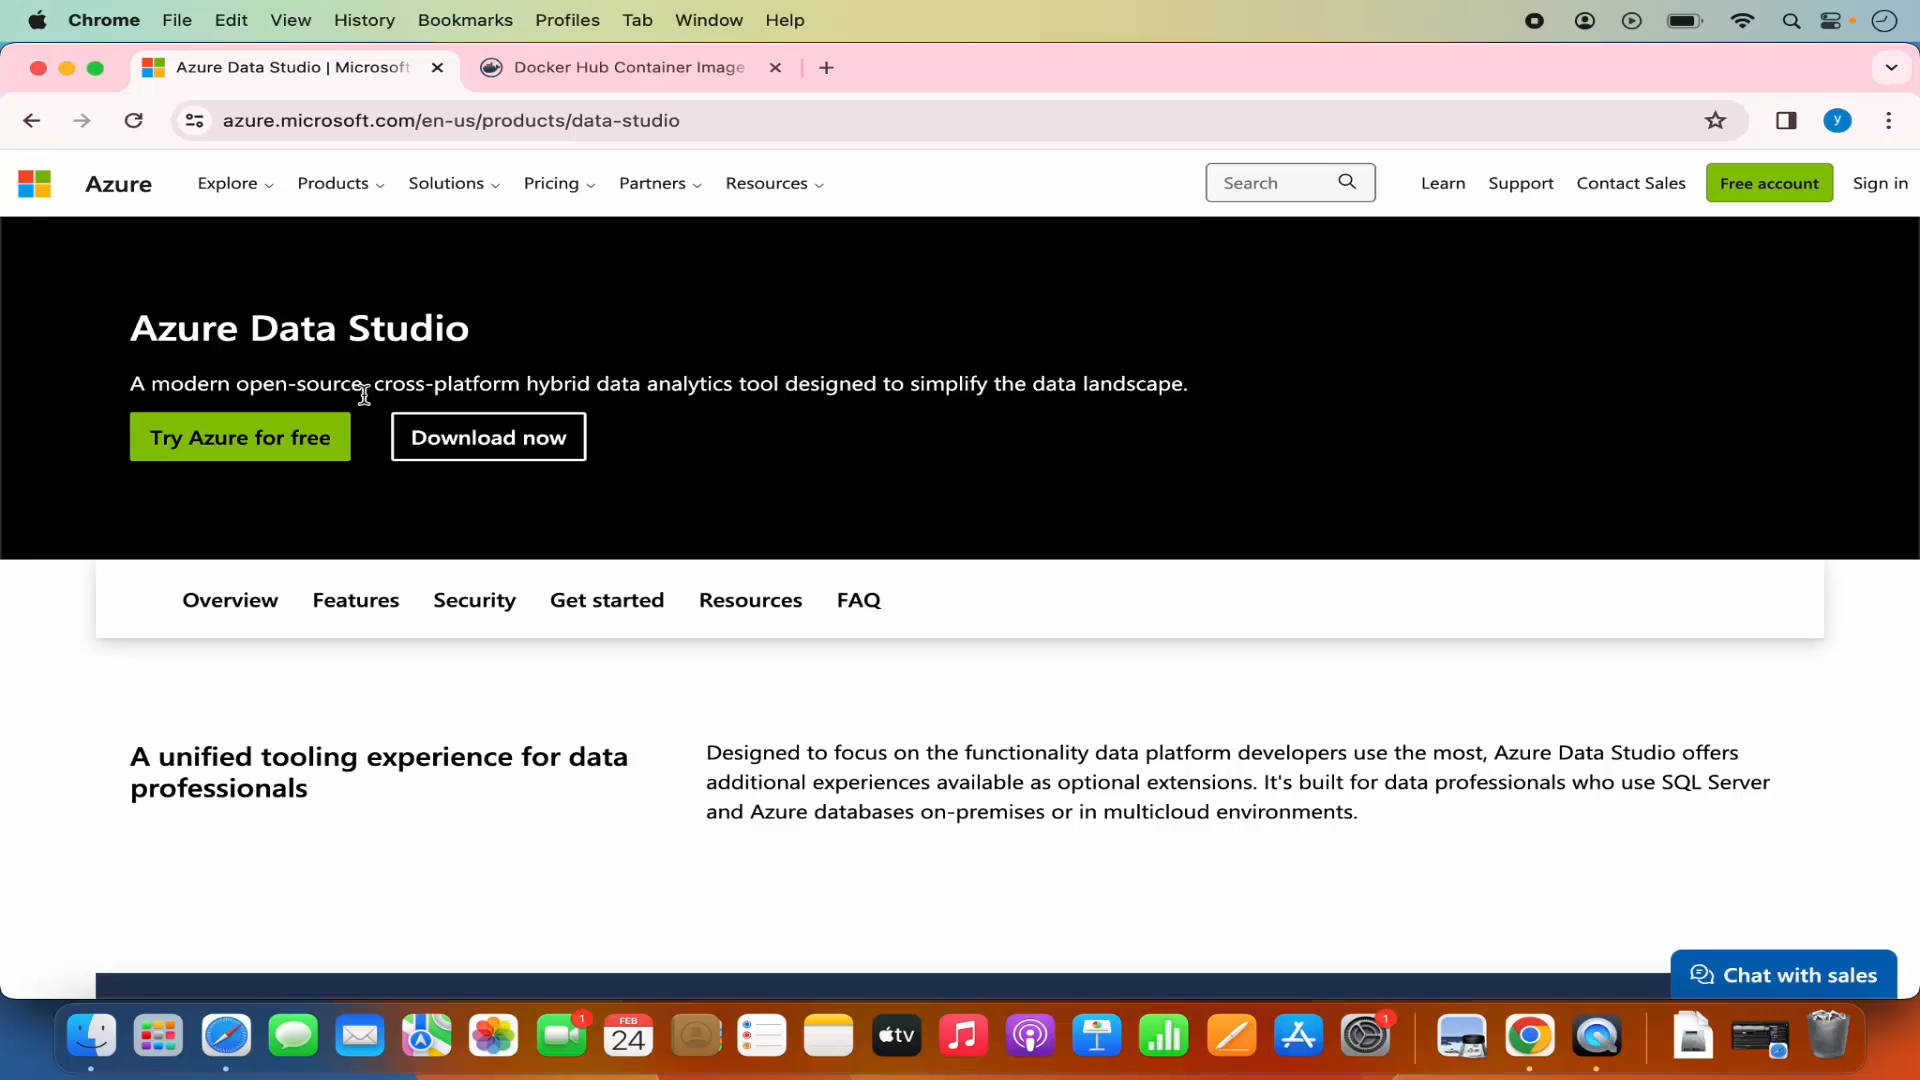 Chrome File Edit View History Bookmarks Profiles Tab Window Help
Azure Data Studio | Microsoft
Docker Hub Container Image
azure.microsoft.com/en-us/products/data-studio
y
Azure Explore Products Solutions Pricing Partners Resources Search Learn Support Contact Sales Free account Sign in
Azure Data Studio
A modern open-source, cross-platform hybrid data analytics tool designed to simplify the data landscape.
Try Azure for free Download now
Overview Features Security Get started Resources FAQ
A unified tooling experience for data
professionals
Designed to focus on the functionality data platform developers use the most, Azure Data Studio offers
additional experiences available as optional extensions. It's built for data professionals who use SQL Server
and Azure databases on-premises or in multicloud environments.
Chat with sales
1
FEB
24
tv
1